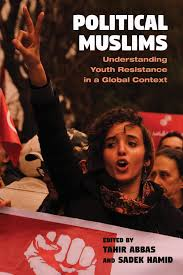 POLITICAL
MUSLIMS
Understanding
Youth Resistance
in a Global Context
EDITED BY
TAHIR ABBAS
AND SADEK HAMID